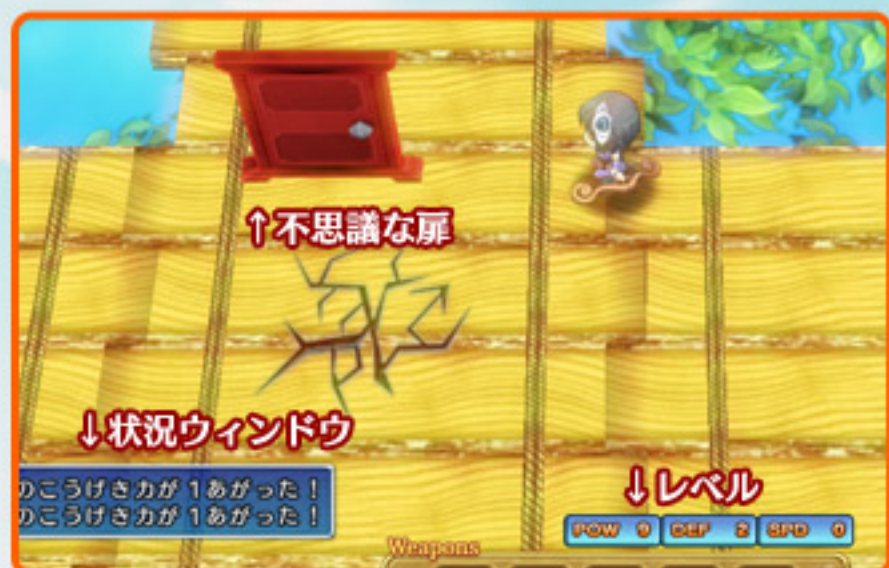 ↑不思議な扉
↓状況ウィンドウ
のこうげき力が1あがった！
のこうげき力が1あがった！
↓レベル
POW 9 DEF 2 SPD 0
Weapons